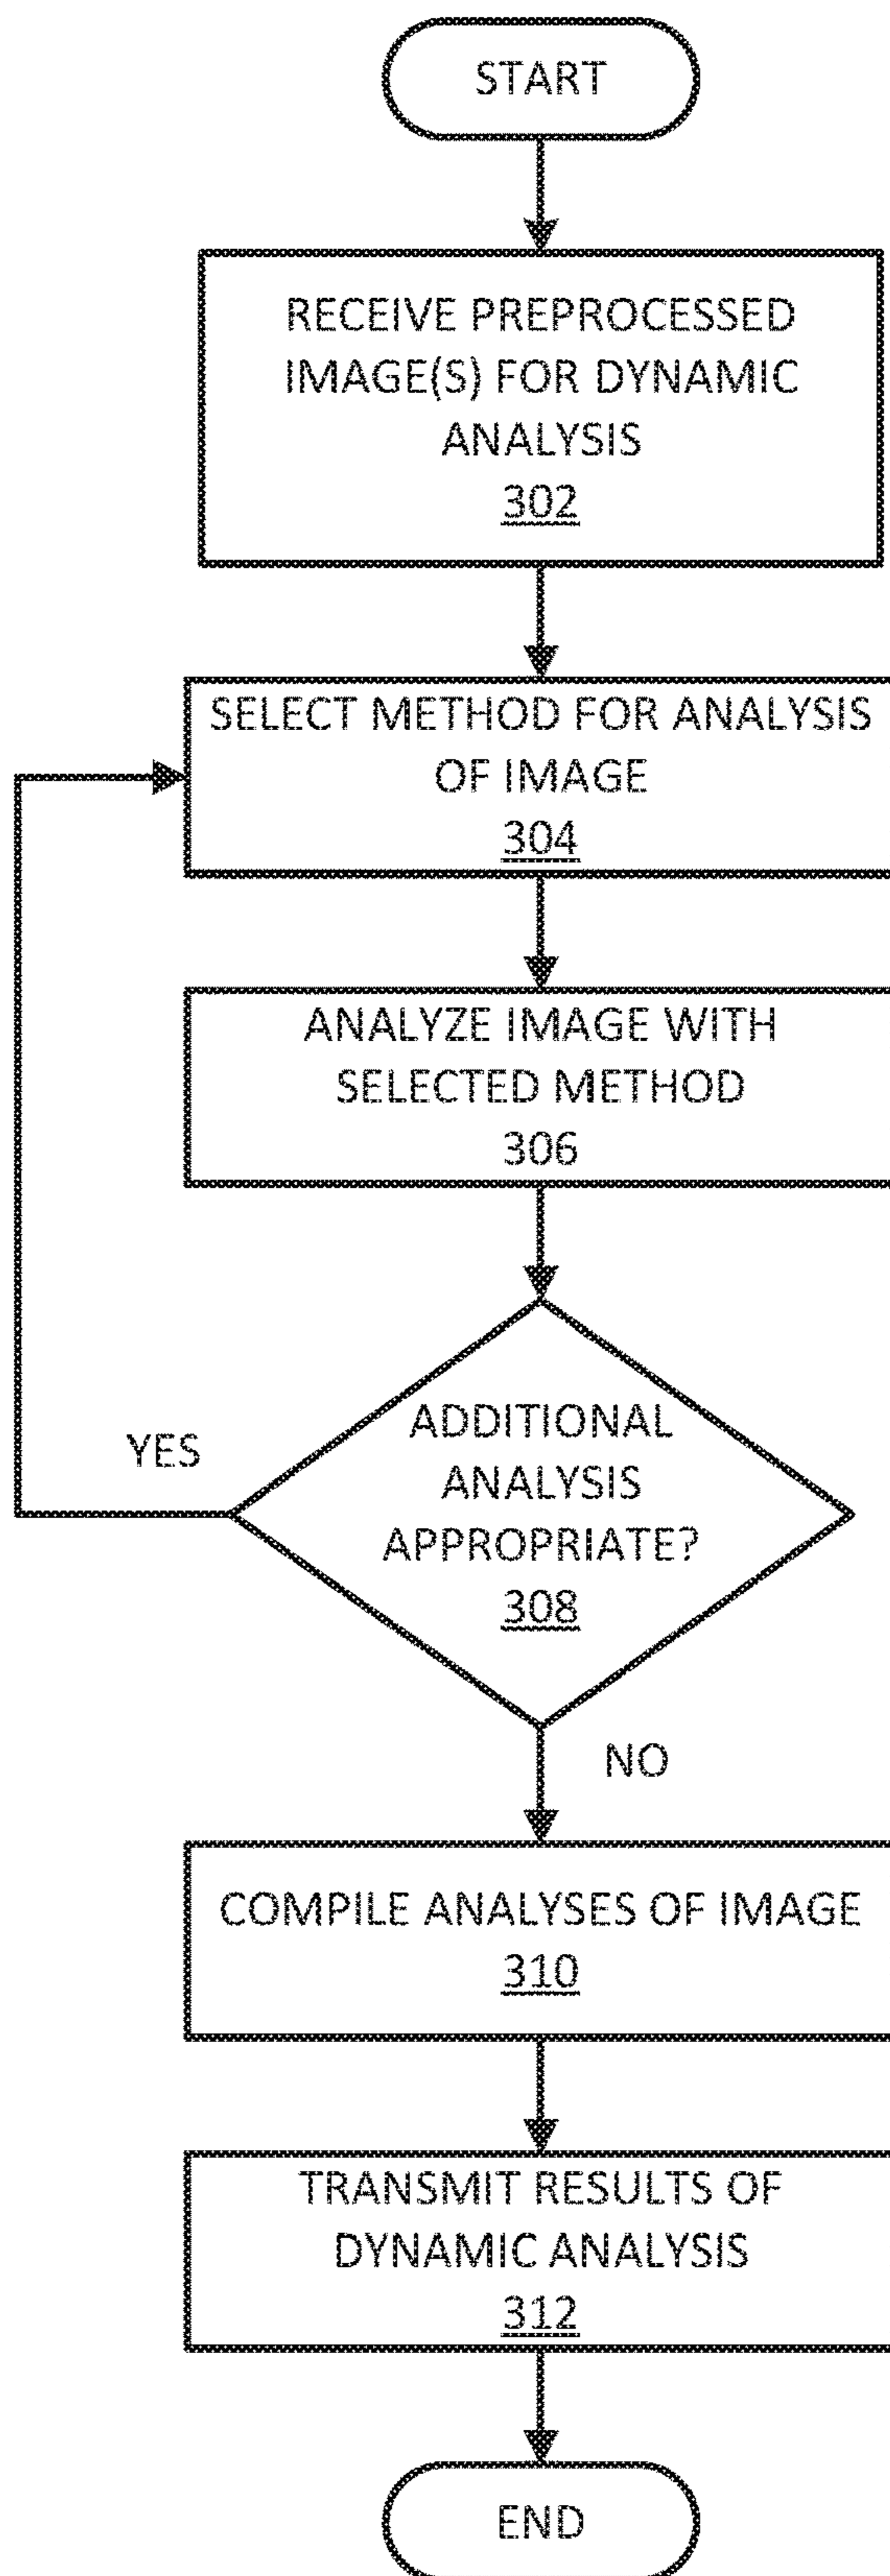 START
RECEIVE PREPROCESSED
IMAGE(S) FOR DYNAMIC
ANALYSIS
302
SELECT METHOD FOR ANALYSIS
OF IMAGE
304
ANALYZE IMAGE WITH
SELECTED METHOD
306
ADDITIONAL
ANALYSIS
APPROPRIATE?
308
YES
NO
COMPILE ANALYSES OF IMAGE
310
TRANSMIT RESULTS OF
DYNAMIC ANALYSIS
312
END